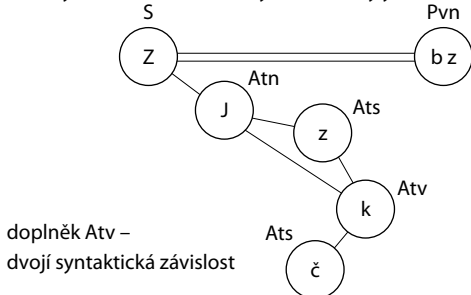 S Pvn
Z b z
Atn
J Ats
z
Atv
k
doplněk Atv – Ats
dvojí syntaktická závislost č